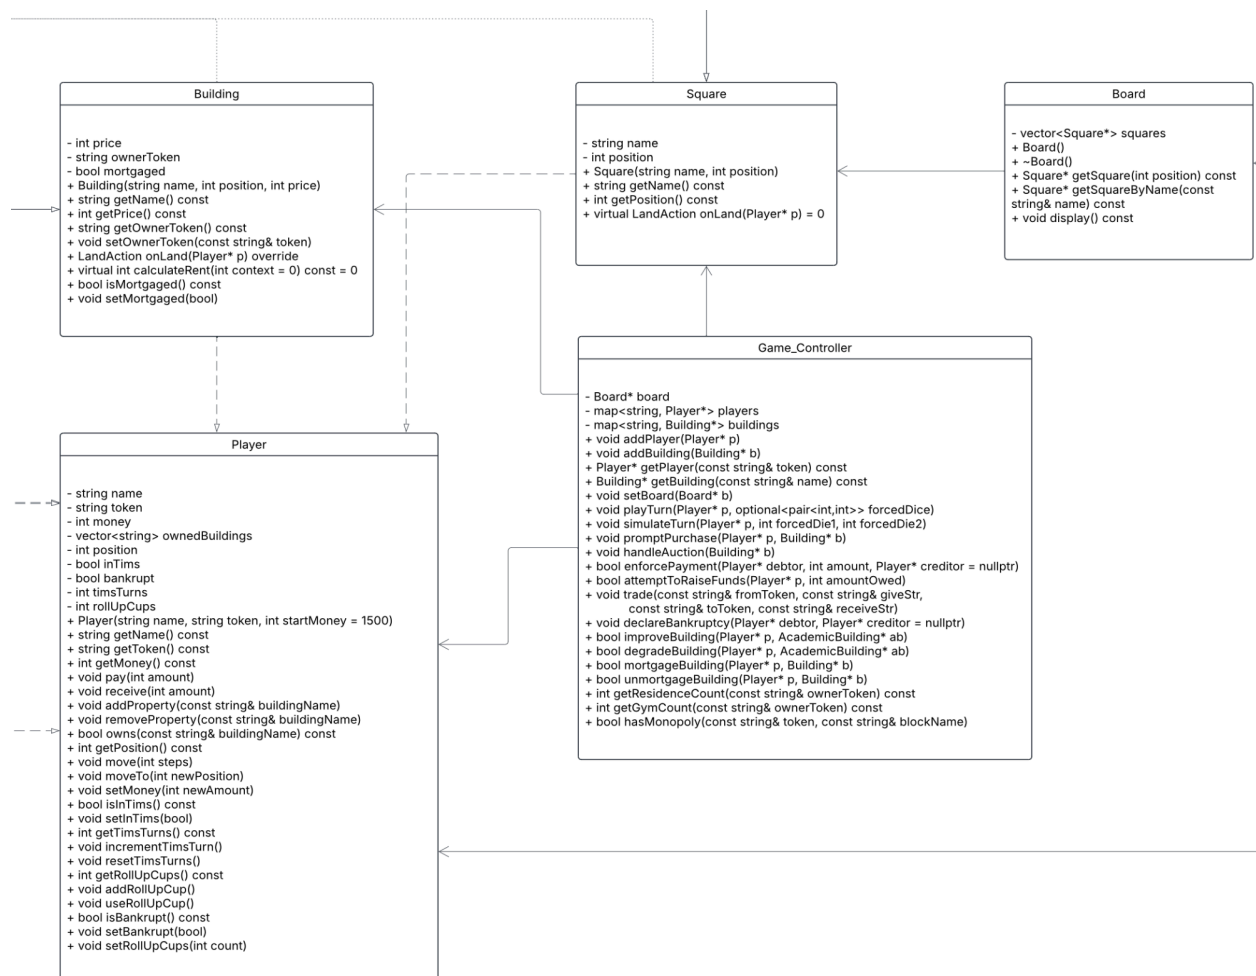 Building
- int price
- string ownerToken
- bool mortgaged
+ Building(string name, int position, int price)
+ string getName() const
+ int getPrice() const
+ string getOwnerToken() const
+ void setOwnerToken(const string& token)
+ LandAction onLand(Player* p) override
+ virtual int calculateRent(int context = 0) const = 0
+ bool isMortgaged() const
+ void setMortgaged(bool)
Square
- string name
- int position
+ Square(string name, int position)
+ string getName() const
+ int getPosition() const
+ virtual LandAction onLand(Player* p) = 0
Board
- vector<Square*> squares
+ Board()
+ ~Board()
+ Square* getSquare(int position) const
+ Square* getSquareByName(const
string& name) const
+ void display() const
Game_Controller
- Board* board
- map<string, Player*> players
- map<string, Building*> buildings
+ void addPlayer(Player* p)
+ void addBuilding(Building* b)
+ Player* getPlayer(const string& token) const
+ Building* getBuilding(const string& name) const
+ void setBoard(Board* b)
+ void playTurn(Player* p, optional<pair<int,int>> forcedDice)
+ void simulateTurn(Player* p, int forcedDie1, int forcedDie2)
+ void promptPurchase(Player* p, Building* b)
+ void handleAuction(Building* b)
+ bool enforcePayment(Player* debtor, int amount, Player* creditor = nullptr)
+ bool attemptToRaiseFunds(Player* p, int amountOwed)
+ void trade(const string& fromToken, const string& giveStr,
const string& toToken, const string& receiveStr)
+ void declareBankruptcy(Player* debtor, Player* creditor = nullptr)
+ bool improveBuilding(Player* p, AcademicBuilding* ab)
+ bool degradeBuilding(Player* p, AcademicBuilding* ab)
+ bool mortgageBuilding(Player* p, Building* b)
+ bool unmortgageBuilding(Player* p, Building* b)
+ int getResidenceCount(const string& ownerToken) const
+ int getGymCount(const string& ownerToken) const
+ bool hasMonopoly(const string& token, const string& blockName)
Player
- string name
- string token
- int money
- vector<string> ownedBuildings
- int position
- bool inTims
- bool bankrupt
- int timsTurns
- int rollUpCups
+ Player(string name, string token, int startMoney = 1500)
+ string getName() const
+ string getToken() const
+ int getMoney() const
+ void pay(int amount)
+ void receive(int amount)
+ void addProperty(const string& buildingName)
+ void removeProperty(const string& buildingName)
+ bool owns(const string& buildingName) const
+ int getPosition() const
+ void move(int steps)
+ void moveTo(int newPosition)
+ void setMoney(int newAmount)
+ bool isInTims() const
+ void setInTims(bool)
+ int getTimsTurns() const
+ void incrementTimsTurn()
+ void resetTimsTurns()
+ int getRollUpCups() const
+ void addRollUpCup()
+ void useRollUpCup()
+ bool isBankrupt() const
+ void setBankrupt(bool)
+ void setRollUpCups(int count)